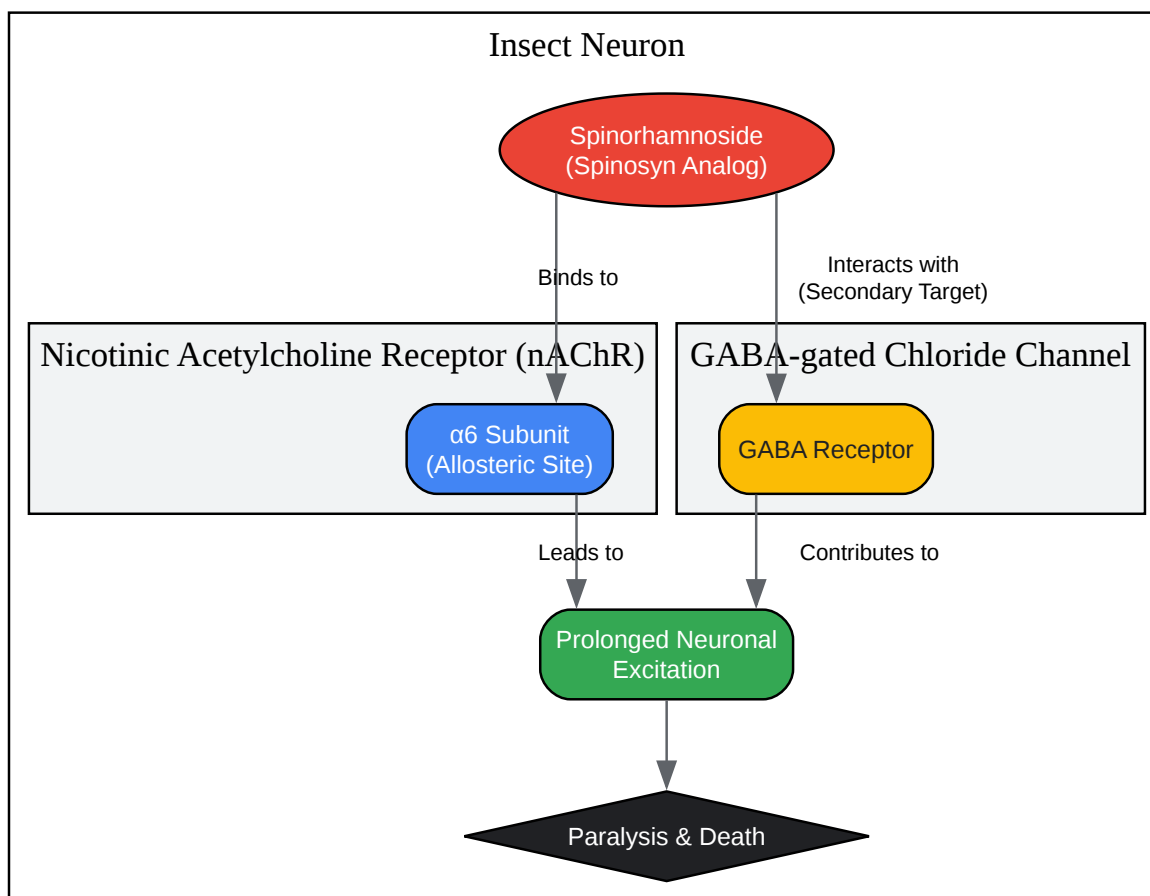 Insect Neuron
Spinorhamnoside
(Spinosyn Analog)
Binds to
Interacts with
(Secondary Target)
Nicotinic Acetylcholine Receptor (nAChR)
GABA-gated Chloride Channel
α6 Subunit
(Allosteric Site)
GABA Receptor
Leads to
Contributes to
Prolonged Neuronal
Excitation
Paralysis & Death